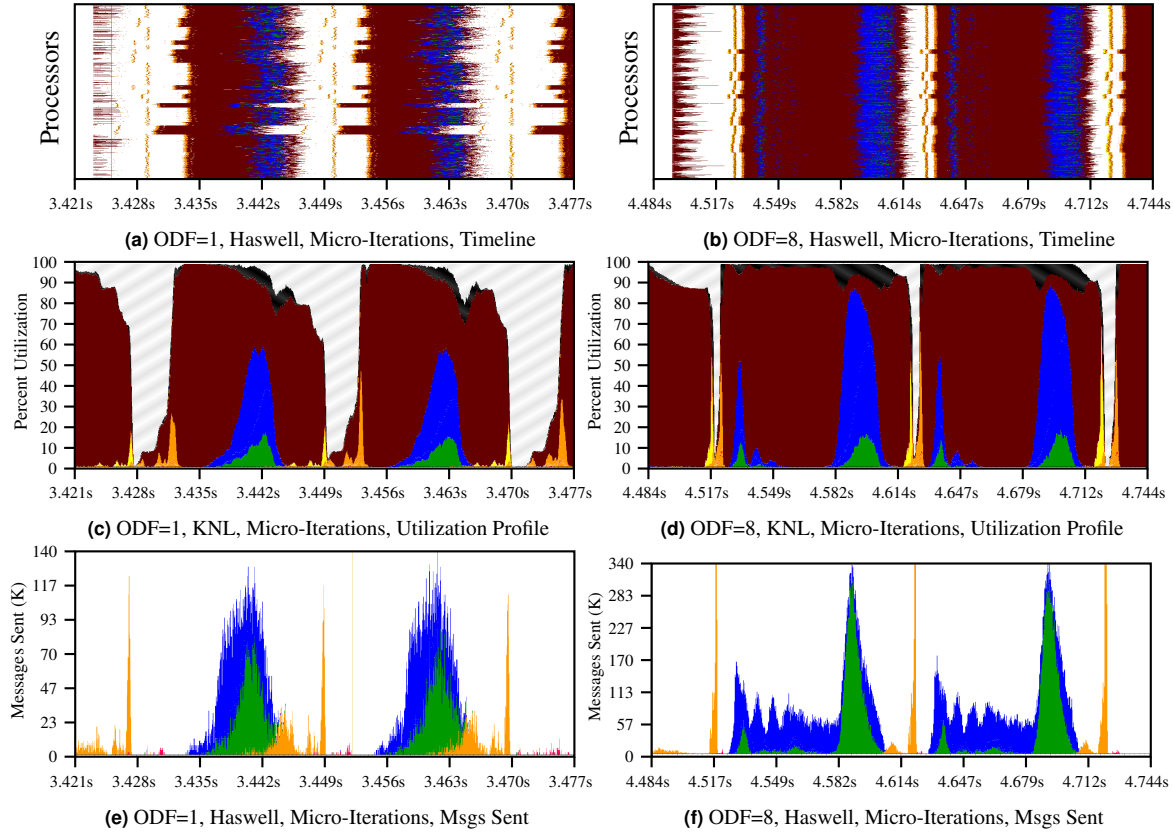 Processors
3.421s 3.428s 3.435s 3.442s 3.449s 3.456s 3.463s 3.470s 3.477s
(a) ODF=1, Haswell, Micro-Iterations, Timeline
Processors
4.484s 4.517s 4.549s 4.582s 4.614s 4.647s 4.679s 4.712s 4.744s
(b) ODF=8, Haswell, Micro-Iterations, Timeline
Percent Utilization
100
90
80
70
60
50
40
30
20
10
0
3.421s 3.428s 3.435s 3.442s 3.449s 3.456s 3.463s 3.470s 3.477s
(c) ODF=1, KNL, Micro-Iterations, Utilization Profile
Percent Utilization
100
90
80
70
60
50
40
30
20
10
0
4.484s 4.517s 4.549s 4.582s 4.614s 4.647s 4.679s 4.712s 4.744s
(d) ODF=8, KNL, Micro-Iterations, Utilization Profile
Messages Sent (K)
140
117
93
70
47
23
0
3.421s 3.428s 3.435s 3.442s 3.449s 3.456s 3.463s 3.470s 3.477s
(e) ODF=1, Haswell, Micro-Iterations, Msgs Sent
Messages Sent (K)
340
283
227
170
113
57
0
4.484s 4.517s 4.549s 4.582s 4.614s 4.647s 4.679s 4.712s 4.744s
(f) ODF=8, Haswell, Micro-Iterations, Msgs Sent